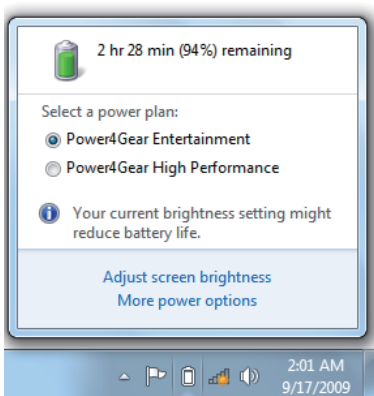 2 hr 28 min (94%) remaining
Select a power plan:
Power4Gear Entertainment
Power4Gear High Performance
Your current brightness setting might
reduce battery life.
Adjust screen brightness
More power options
2:01 AM
9/17/2009